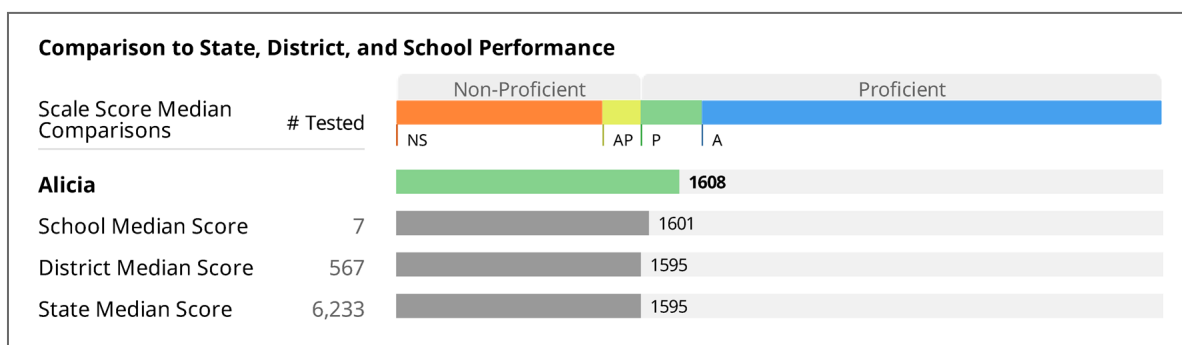 Comparison to State, District, and School Performance
Non-Proficient Proficient
Scale Score Median
Comparisons
# Tested
NS AP P A
Alicia 1608
School Median Score 7 1601
District Median Score 567 1595
State Median Score 6,233 1595